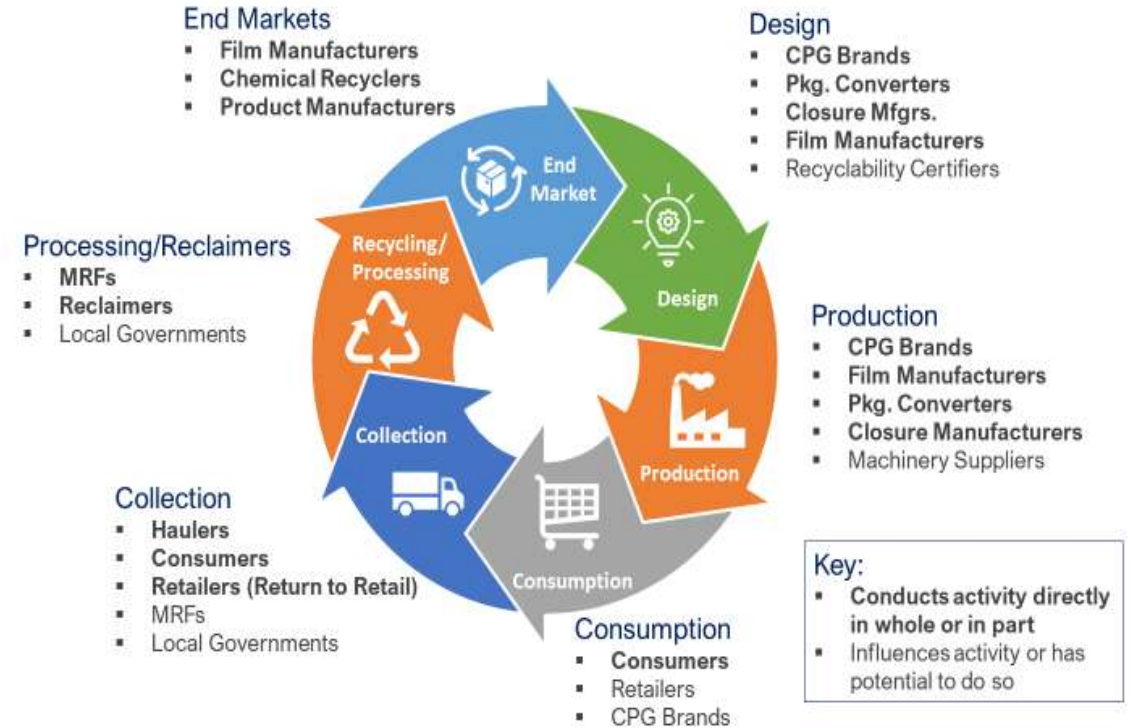 End Markets
▪ Film Manufacturers
▪ Chemical Recyclers
▪ Product Manufacturers
Design
▪ CPG Brands
▪ Pkg. Converters
▪ Closure Mfgrs.
▪ Film Manufacturers
▪ Recyclability Certifiers
End
Market
Design
Recycling/
Processing
Processing/Reclaimers
▪ MRFs
▪ Reclaimers
▪ Local Governments
Production
▪ CPG Brands
▪ Film Manufacturers
▪ Pkg. Converters
▪ Closure Manufacturers
▪ Machinery Suppliers
Production
Collection
Collection
▪ Haulers
▪ Consumers
▪ Retailers (Return to Retail)
▪ MRFs
▪ Local Governments
Consumption
Consumption
▪ Consumers
▪ Retailers
▪ CPG Brands
Key:
▪ Conducts activity directly
in whole or in part
▪ Influences activity or has
potential to do so